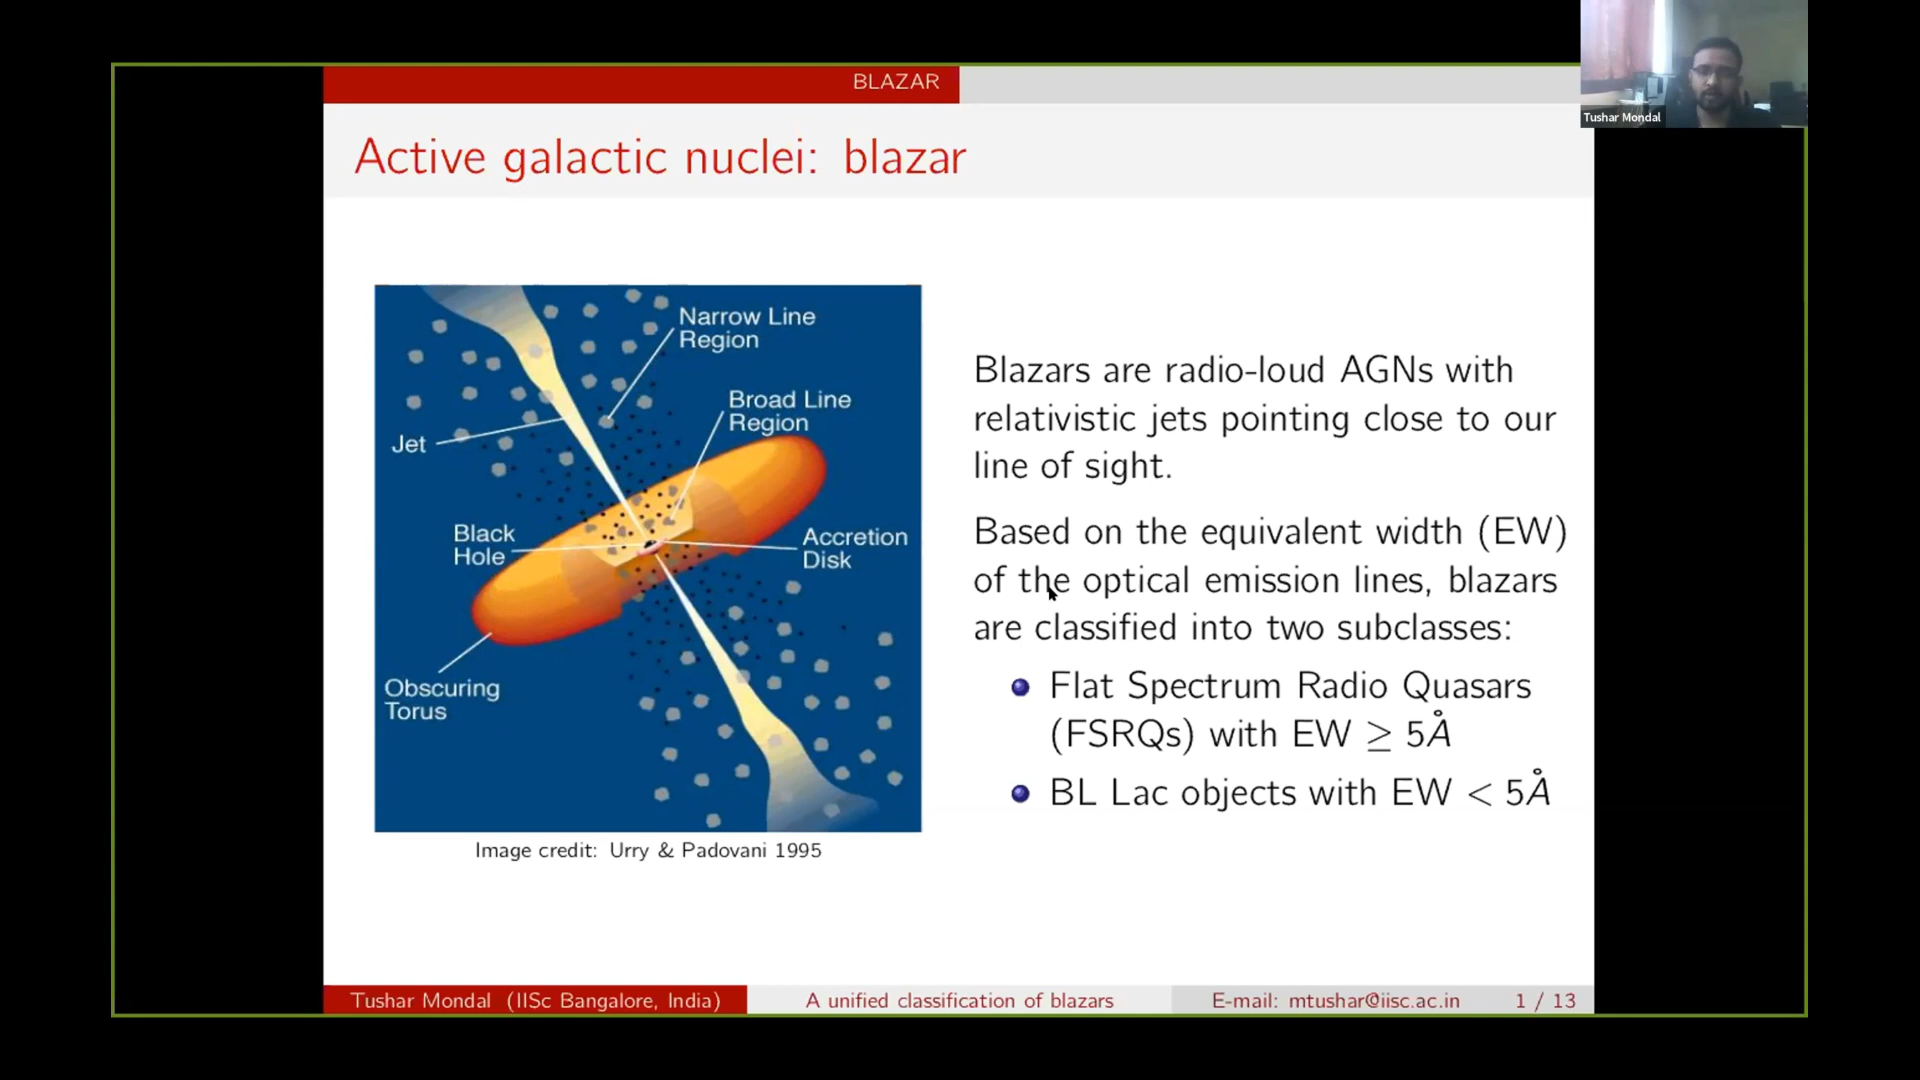 BLAZAR
Tushar Mondal
Active galactic nuclei: blazar
Narrow Line
Region
Broad Line
Region
Jet
Black
Hole
Accretion
Disk
Obscuring
Torus
Image credit: Urry & Padovani 1995
Blazars are radio-loud AGNs with
relativistic jets pointing close to our
line of sight.
Based on the equivalent width (EW)
of the optical emission lines, blazars
are classified into two subclasses:
Flat Spectrum Radio Quasars
(FSRQs) with EW ≥ 5Å
BL Lac objects with EW < 5Å
Tushar Mondal (IISc Bangalore, India)
A unified classification of blazars
E-mail: mtushar@iisc.ac.in
1 / 13